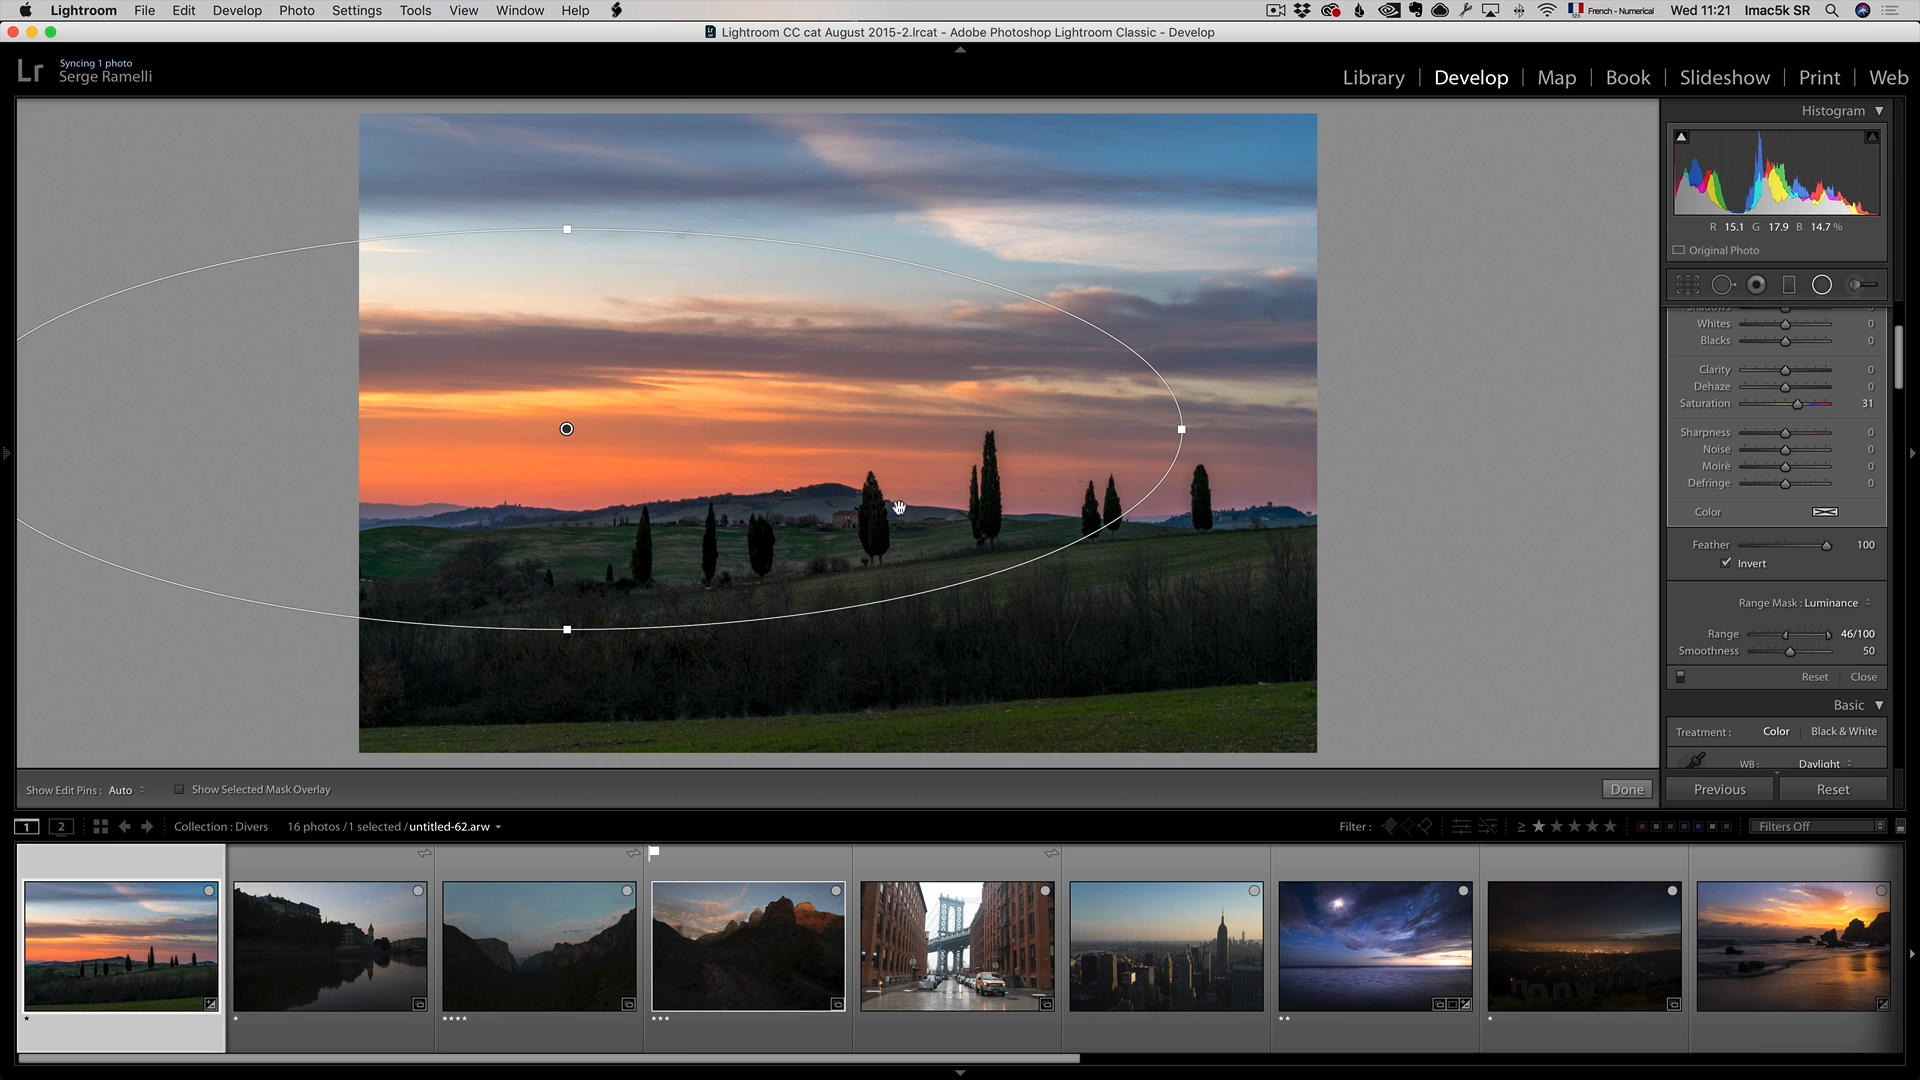 Lightroom File Edit Develop Photo Settings Tools View Window Help French - Numerical Wed 11:21 Imac5k SR
Lightroom CC cat August 2015-2.lrcat - Adobe Photoshop Lightroom Classic - Develop
Lr Syncing 1 photo
Serge Ramelli
Library | Develop | Map | Book | Slideshow | Print | Web
Histogram
R 15.1 G 17.9 B 14.7 %
Original Photo
Shadows 0
Whites 0
Blacks 0
Clarity 0
Dehaze 0
Saturation 31
Sharpness 0
Noise 0
Moiré 0
Defringe 0
Color
Feather 100
Invert
Range Mask : Luminance
Range 46/100
Smoothness 50
Reset Close
Basic
Treatment : Color Black & White
WB : Daylight
Show Edit Pins : Auto Show Selected Mask Overlay Done
Previous Reset
1 2 Collection : Divers 16 photos / 1 selected / untitled-62.arw Filter : ≥ Filters Off